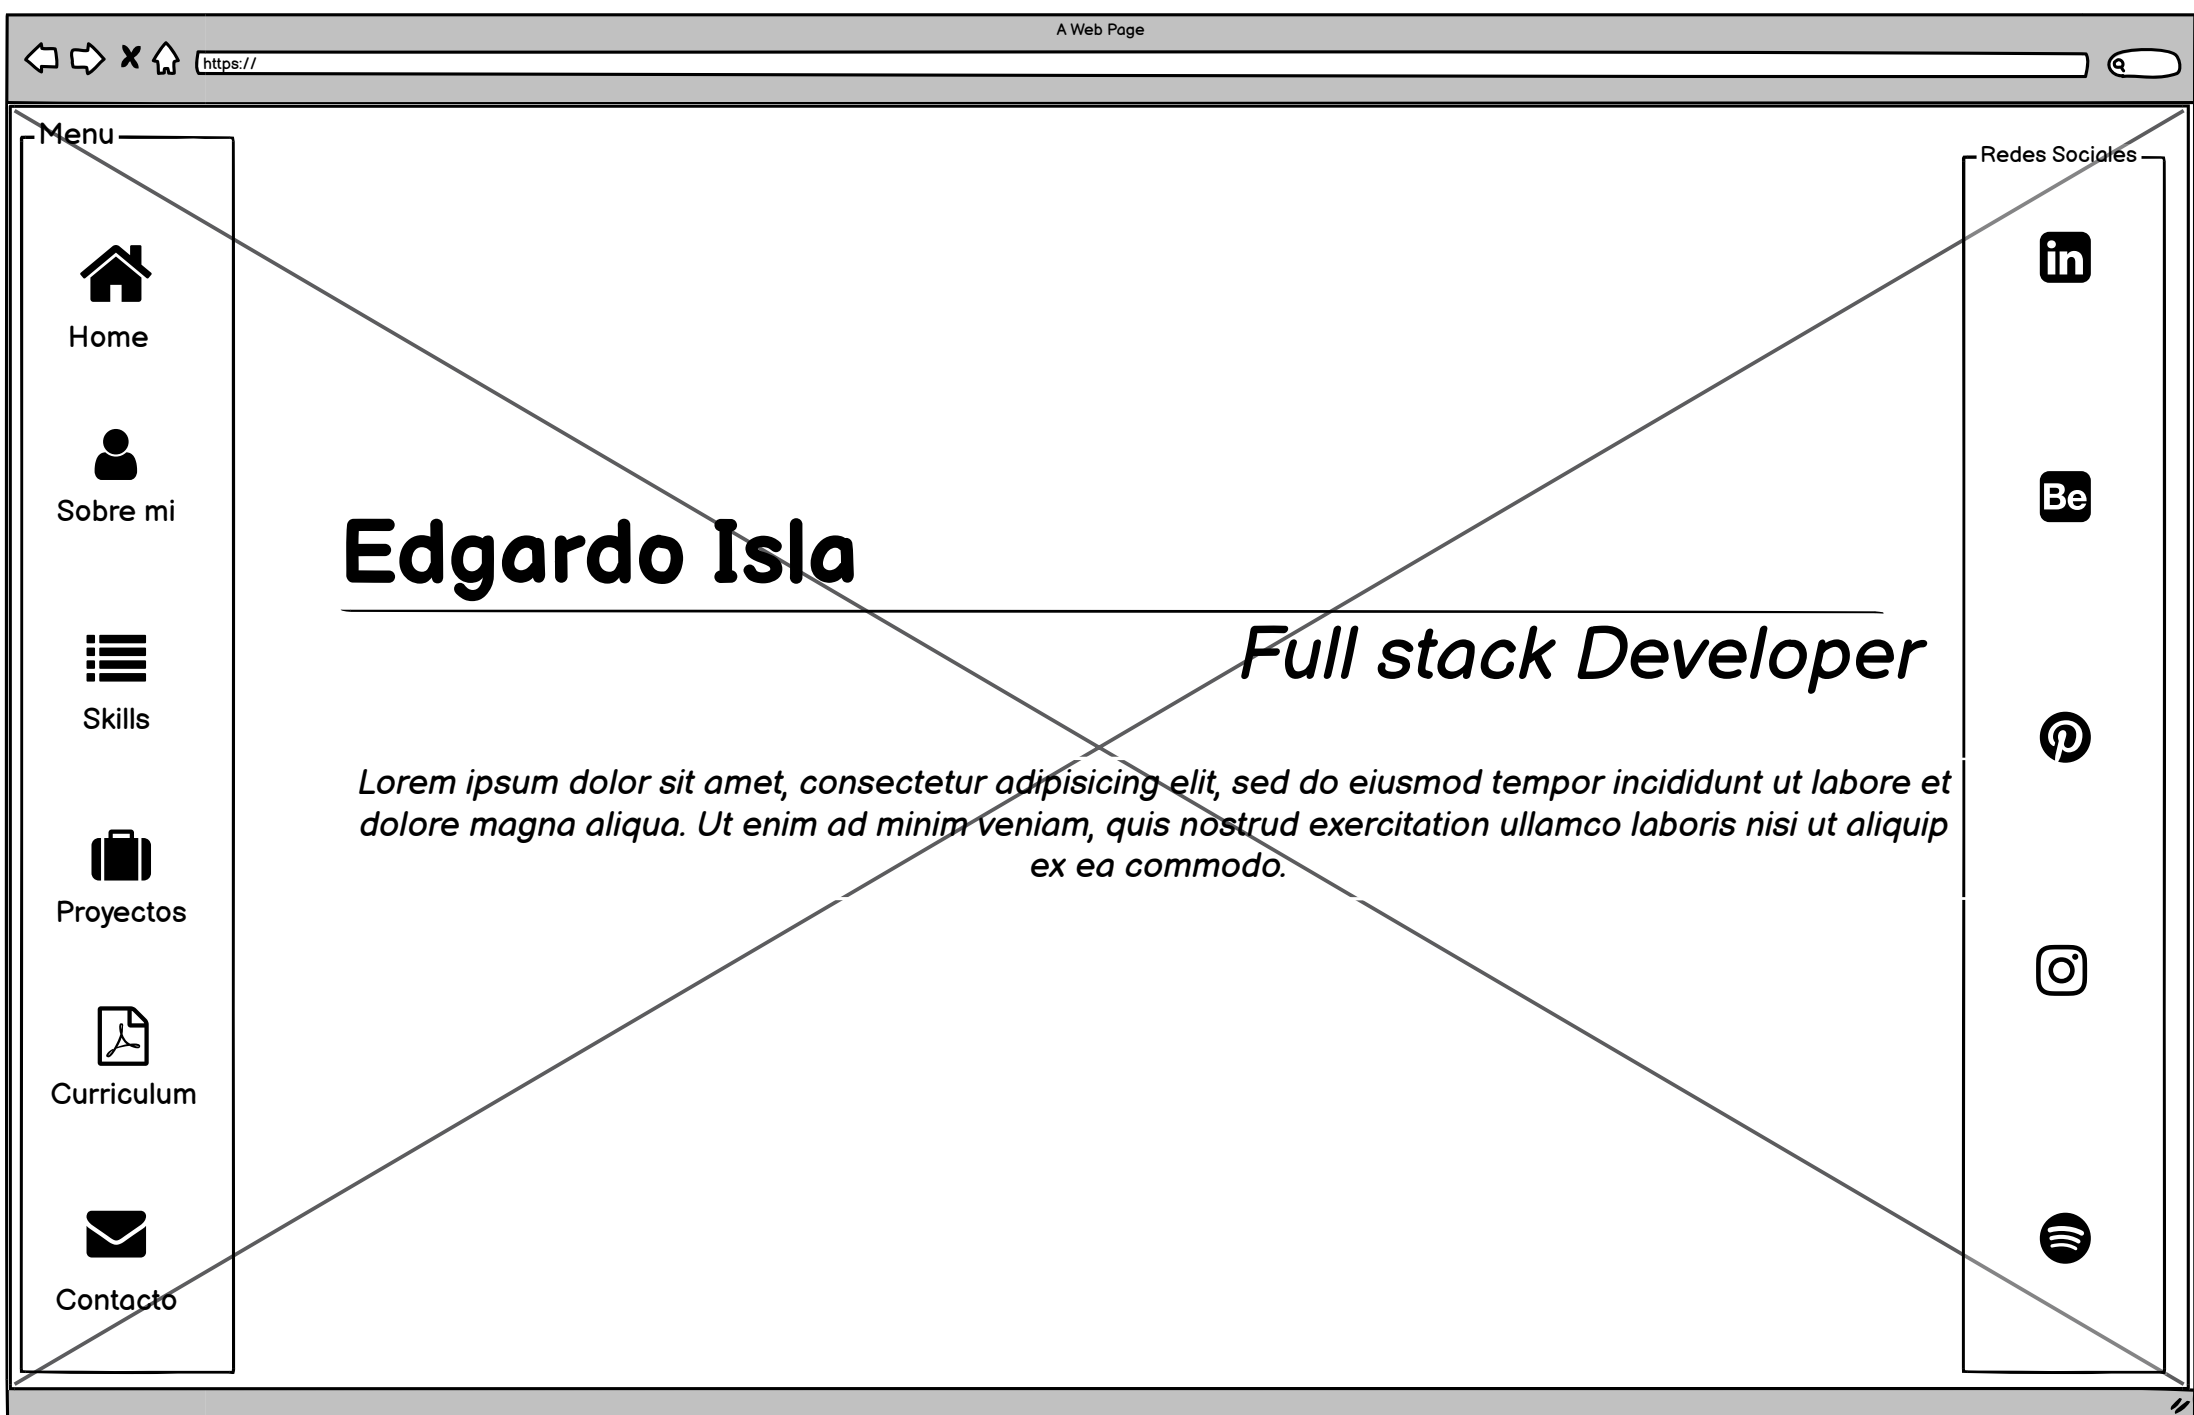 A Web Page
https://
Menu
Home
Sobre mi
Skills
Proyectos
Curriculum
Contacto
Edgardo Isla
Full stack Developer
Lorem ipsum dolor sit amet, consectetur adipisicing elit, sed do eiusmod tempor incididunt ut labore et
dolore magna aliqua. Ut enim ad minim veniam, quis nostrud exercitation ullamco laboris nisi ut aliquip
ex ea commodo.
Redes Sociales
in
Be